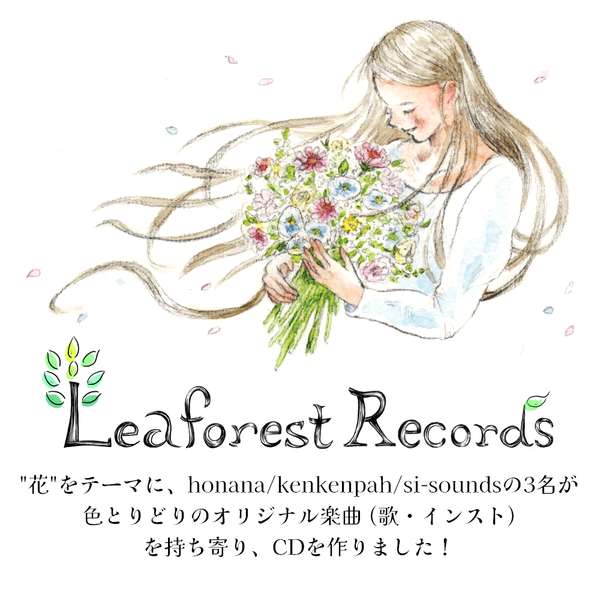 Leaforest Records
"花"をテーマに、honana/kenkenpah/si-soundsの3名が
色とりどりのオリジナル楽曲 (歌・インスト)
を持ち寄り、CDを作りました！